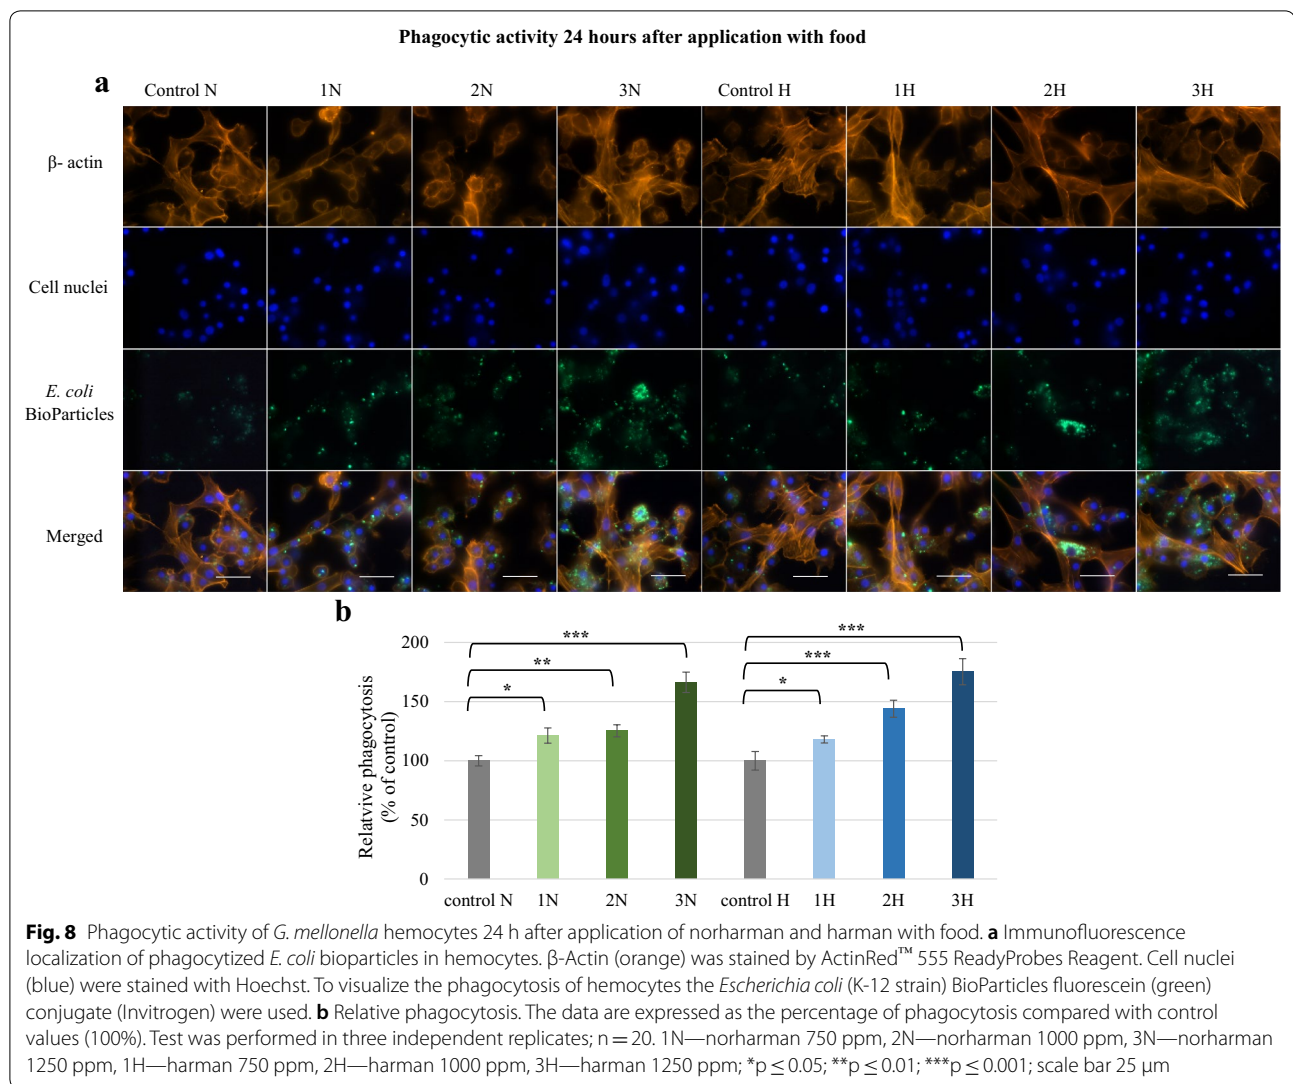 Phagocytic activity 24 hours after application with food
a
Control N 1N 2N 3N Control H 1H 2H 3H
β- actin
Cell nuclei
E. coli
BioParticles
Merged
b
Relatvive phagocytosis
(% of control)
200
150
100
50
0
* ** *** * *** ***
control N 1N 2N 3N control H 1H 2H 3H
Fig. 8 Phagocytic activity of G. mellonella hemocytes 24 h after application of norharman and harman with food. a Immunofluorescence
localization of phagocytized E. coli bioparticles in hemocytes. β-Actin (orange) was stained by ActinRed™ 555 ReadyProbes Reagent. Cell nuclei
(blue) were stained with Hoechst. To visualize the phagocytosis of hemocytes the Escherichia coli (K-12 strain) BioParticles fluorescein (green)
conjugate (Invitrogen) were used. b Relative phagocytosis. The data are expressed as the percentage of phagocytosis compared with control
values (100%). Test was performed in three independent replicates; n = 20. 1N—norharman 750 ppm, 2N—norharman 1000 ppm, 3N—norharman
1250 ppm, 1H—harman 750 ppm, 2H—harman 1000 ppm, 3H—harman 1250 ppm; *p ≤ 0.05; **p ≤ 0.01; ***p ≤ 0.001; scale bar 25 μm